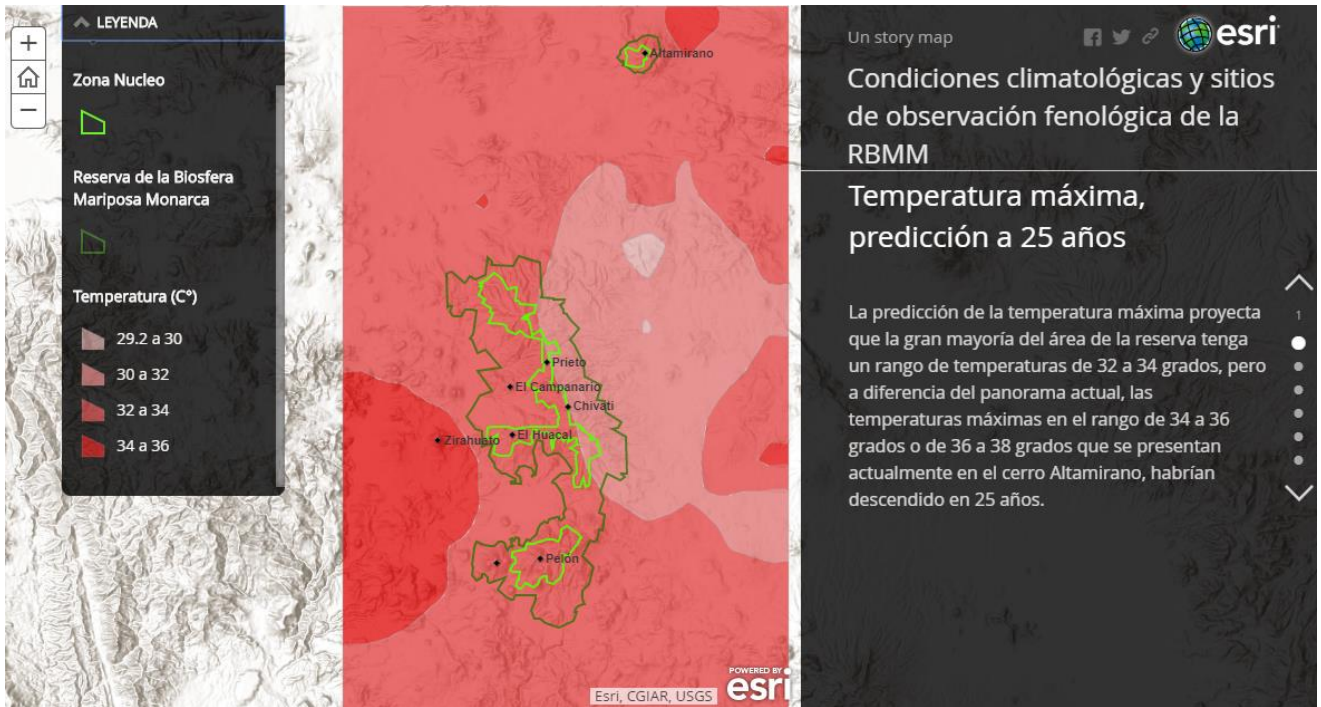 LEYENDA
Zona Nucleo
Reserva de la Biosfera
Mariposa Monarca
Temperatura (C°)
29.2 a 30
30 a 32
32 a 34
34 a 36
Altamirano
Prieto
El Campanario
Chivati
Zirahuato
El Huacal
Pelón
POWERED BY
esri
Esri, CGIAR, USGS
Un story map
esri
Condiciones climatológicas y sitios
de observación fenológica de la
RBMM
Temperatura máxima,
predicción a 25 años
La predicción de la temperatura máxima proyecta
que la gran mayoría del área de la reserva tenga
un rango de temperaturas de 32 a 34 grados, pero
a diferencia del panorama actual, las
temperaturas máximas en el rango de 34 a 36
grados o de 36 a 38 grados que se presentan
actualmente en el cerro Altamirano, habrían
descendido en 25 años.
1